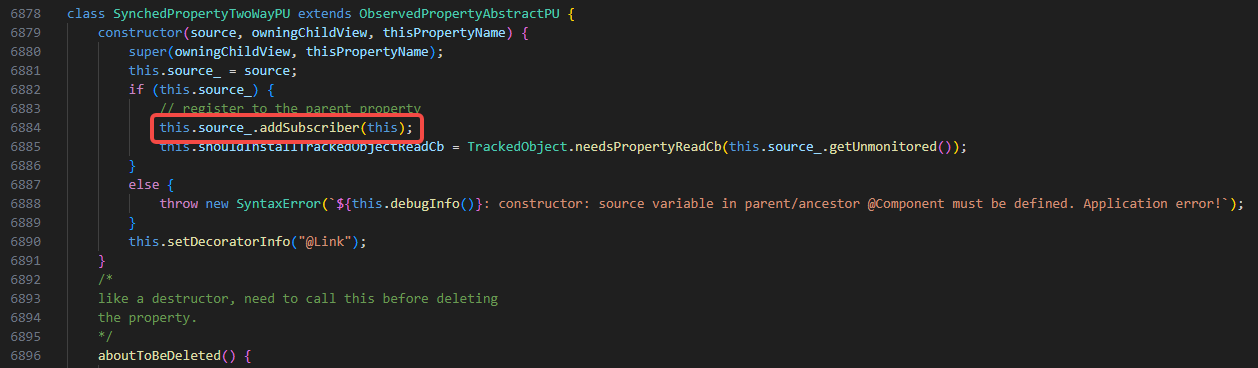 6878 class SynchedPropertyTwoWayPU extends ObservedPropertyAbstractPU {
6879 constructor(source, owningChildView, thisPropertyName) {
6880 super(owningChildView, thisPropertyName);
6881 this.source_ = source;
6882 if (this.source_) {
6883 // register to the parent property
6884 this.source_.addSubscriber(this);
6885 this.shouldInstallTrackedObjectReadCb = TrackedObject.needsPropertyReadCb(this.source_.getUnmonitored());
6886 }
6887 else {
6888 throw new SyntaxError(`${this.debugInfo()}: constructor: source variable in parent/ancestor @Component must be defined. Application error!`);
6889 }
6890 this.setDecoratorInfo("@Link");
6891 }
6892 /*
6893 like a destructor, need to call this before deleting
6894 the property.
6895 */
6896 aboutToBeDeleted() {